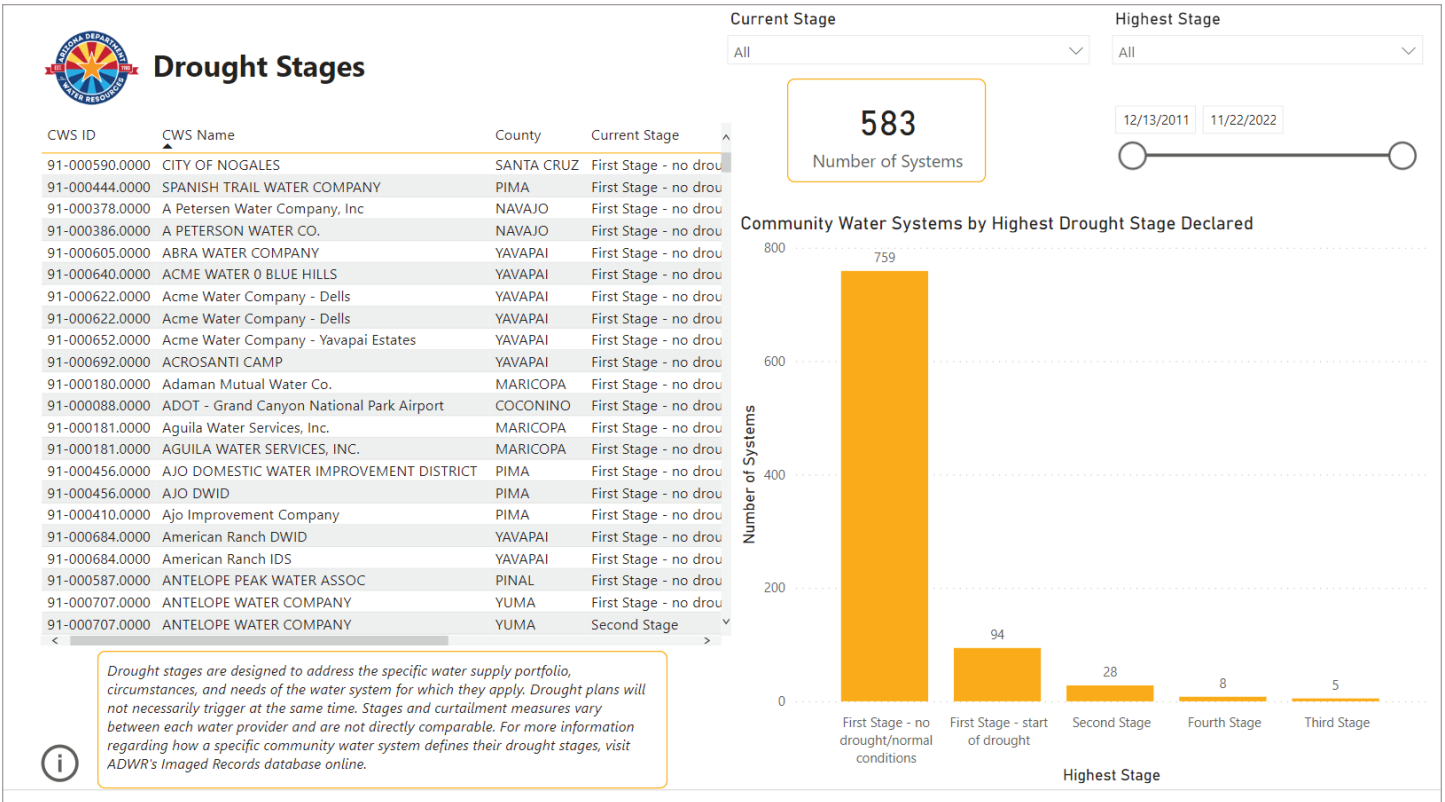 ARIZONA DEPARTMENT
EST. 1980
of WATER RESOURCES
Drought Stages
Current Stage
All
Highest Stage
All
583
Number of Systems
12/13/2011 11/22/2022
CWS ID CWS Name County Current Stage
91-000590.0000 CITY OF NOGALES SANTA CRUZ First Stage - no drou
91-000444.0000 SPANISH TRAIL WATER COMPANY PIMA First Stage - no drou
91-000378.0000 A Petersen Water Company, Inc NAVAJO First Stage - no drou
91-000386.0000 A PETERSON WATER CO. NAVAJO First Stage - no drou
91-000605.0000 ABRA WATER COMPANY YAVAPAI First Stage - no drou
91-000640.0000 ACME WATER 0 BLUE HILLS YAVAPAI First Stage - no drou
91-000622.0000 Acme Water Company - Dells YAVAPAI First Stage - no drou
91-000622.0000 Acme Water Company - Dells YAVAPAI First Stage - no drou
91-000652.0000 Acme Water Company - Yavapai Estates YAVAPAI First Stage - no drou
91-000692.0000 ACROSANTI CAMP YAVAPAI First Stage - no drou
91-000180.0000 Adaman Mutual Water Co. MARICOPA First Stage - no drou
91-000088.0000 ADOT - Grand Canyon National Park Airport COCONINO First Stage - no drou
91-000181.0000 Aguila Water Services, Inc. MARICOPA First Stage - no drou
91-000181.0000 AGUILA WATER SERVICES, INC. MARICOPA First Stage - no drou
91-000456.0000 AJO DOMESTIC WATER IMPROVEMENT DISTRICT PIMA First Stage - no drou
91-000456.0000 AJO DWID PIMA First Stage - no drou
91-000410.0000 Ajo Improvement Company PIMA First Stage - no drou
91-000684.0000 American Ranch DWID YAVAPAI First Stage - no drou
91-000684.0000 American Ranch IDS YAVAPAI First Stage - no drou
91-000587.0000 ANTELOPE PEAK WATER ASSOC PINAL First Stage - no drou
91-000707.0000 ANTELOPE WATER COMPANY YUMA First Stage - no drou
91-000707.0000 ANTELOPE WATER COMPANY YUMA Second Stage
Drought stages are designed to address the specific water supply portfolio,
circumstances, and needs of the water system for which they apply. Drought plans will
not necessarily trigger at the same time. Stages and curtailment measures vary
between each water provider and are not directly comparable. For more information
regarding how a specific community water system defines their drought stages, visit
ADWR's Imaged Records database online.
Community Water Systems by Highest Drought Stage Declared
Number of Systems
800
600
400
200
0
759
94
28
8
5
First Stage - no
drought/normal
conditions
First Stage - start
of drought
Second Stage
Fourth Stage
Third Stage
Highest Stage